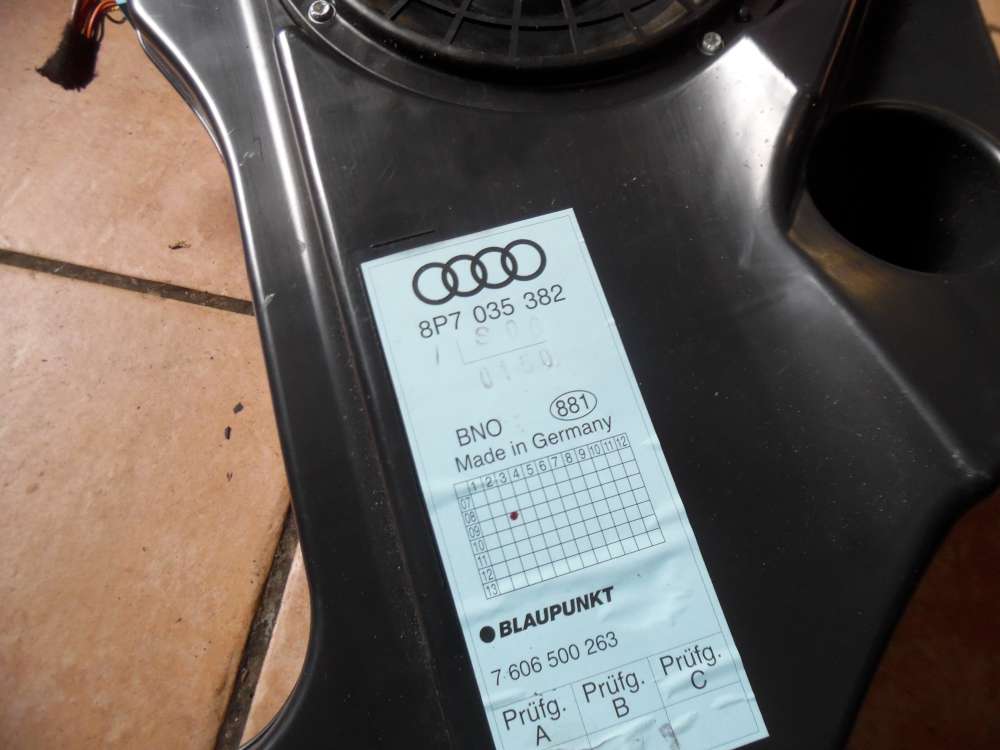 8P7 035 382
BNO 881
Made in Germany
1 2 3 4 5 6 7 8 9 10 11 12
07
08
09
10
11
12
13
BLAUPUNKT
7 606 500 263
Prüfg. A
Prüfg. B
Prüfg. C